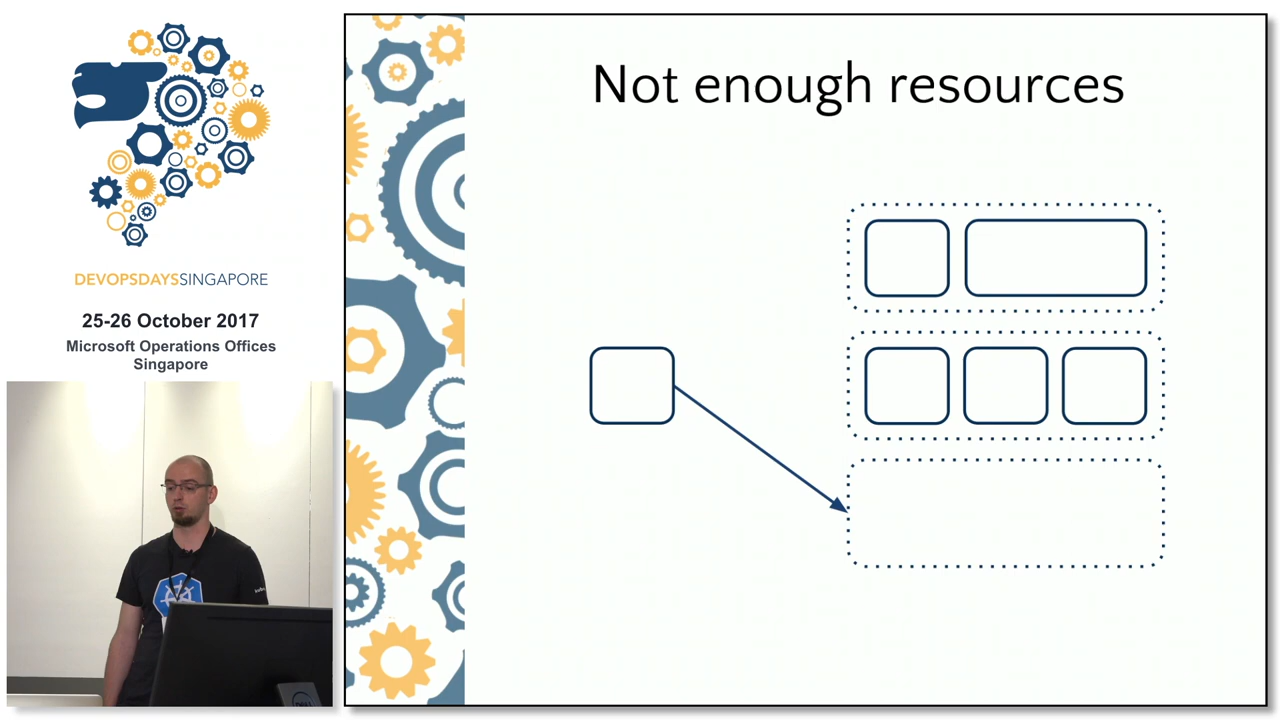 DEVOPSDAYSSINGAPORE
25-26 October 2017
Microsoft Operations Offices
Singapore
Not enough resources